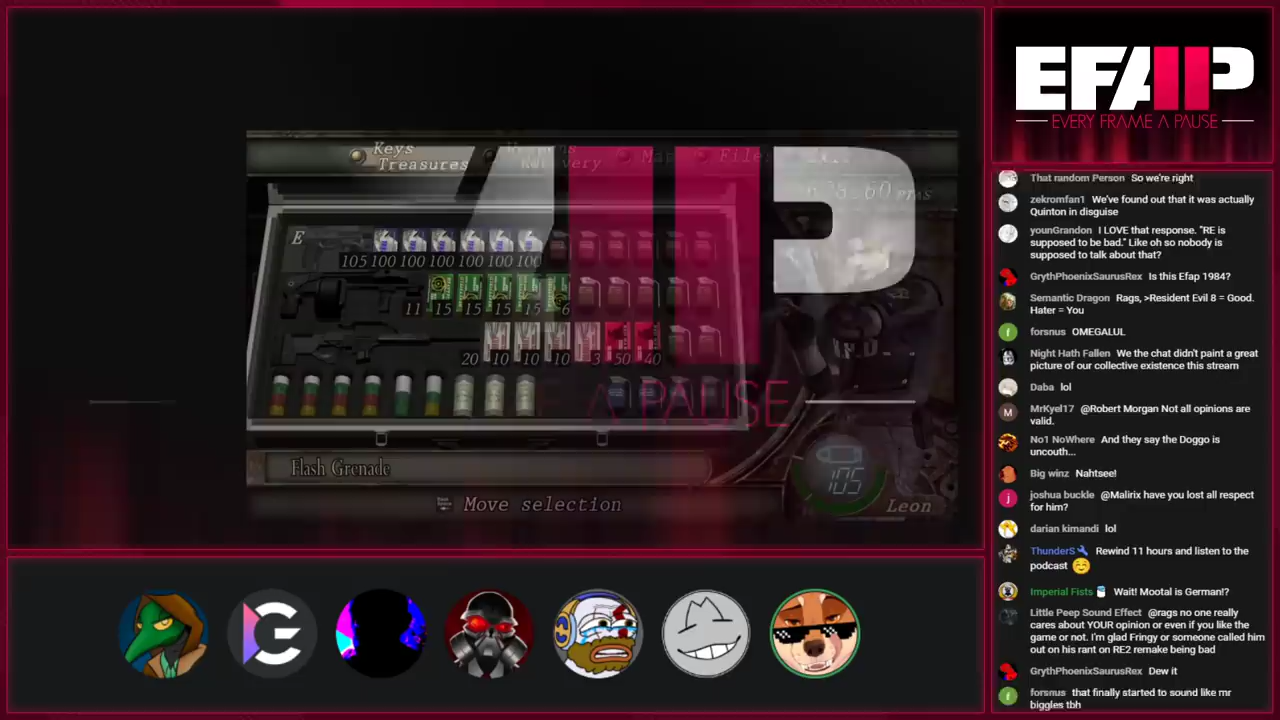 Keys
Treasures
E
105 100 100 100 100 100 100
11 15 15 15 15 6
20 10 10 10 3 50 40
Flash Grenade
Move selection
105
Leon
P
E A PAUSE
EFAP
EVERY FRAME A PAUSE
That random Person So we're right
zekromfan1 We've found out that it was actually
Quinton in disguise
younGrandon I LOVE that response. "RE is
supposed to be bad." Like oh so nobody is
supposed to talk about that?
GrythPhoenixSaurusRex Is this Efap 1984?
Semantic Dragon Rags, >Resident Evil 8 = Good.
Hater = You
forsnus OMEGALUL
Night Hath Fallen We the chat didn't paint a great
picture of our collective existence this stream
Daba lol
M MrKyel17 @Robert Morgan Not all opinions are
valid.
No1 NoWhere And they say the Doggo is
uncouth...
Big winz Nahtsee!
j joshua buckle @Malirix have you lost all respect
for him?
darian kimandi lol
ThunderS Rewind 11 hours and listen to the
podcast
Imperial Fists Wait! Mootal is German!?
Little Peep Sound Effect @rags no one really
cares about YOUR opinion or even if you like the
game or not. I'm glad Fringy or someone called him
out on his rant on RE2 remake being bad
GrythPhoenixSaurusRex Dew it
f forsnus that finally started to sound like mr
biggles tbh